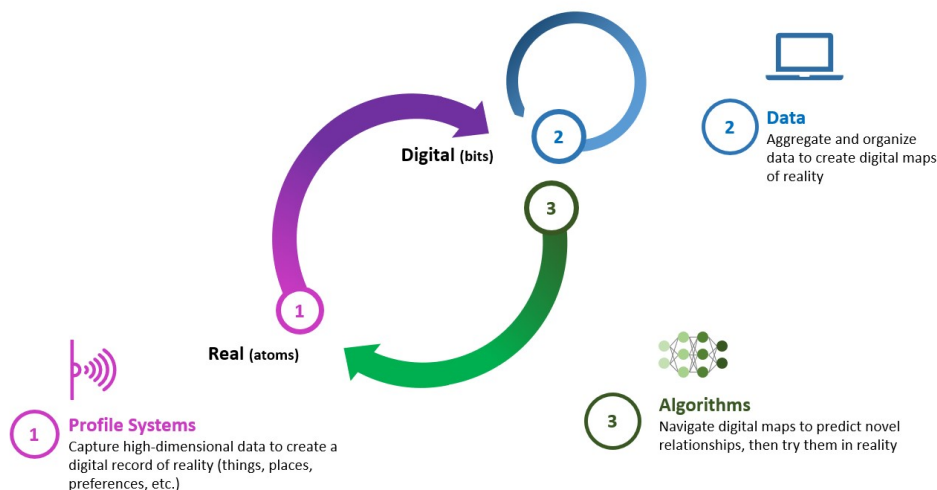 2
Digital (bits)
3
1
Real (atoms)
2
Data
Aggregate and organize
data to create digital maps
of reality
1
Profile Systems
Capture high-dimensional data to create a
digital record of reality (things, places,
preferences, etc.)
3
Algorithms
Navigate digital maps to predict novel
relationships, then try them in reality